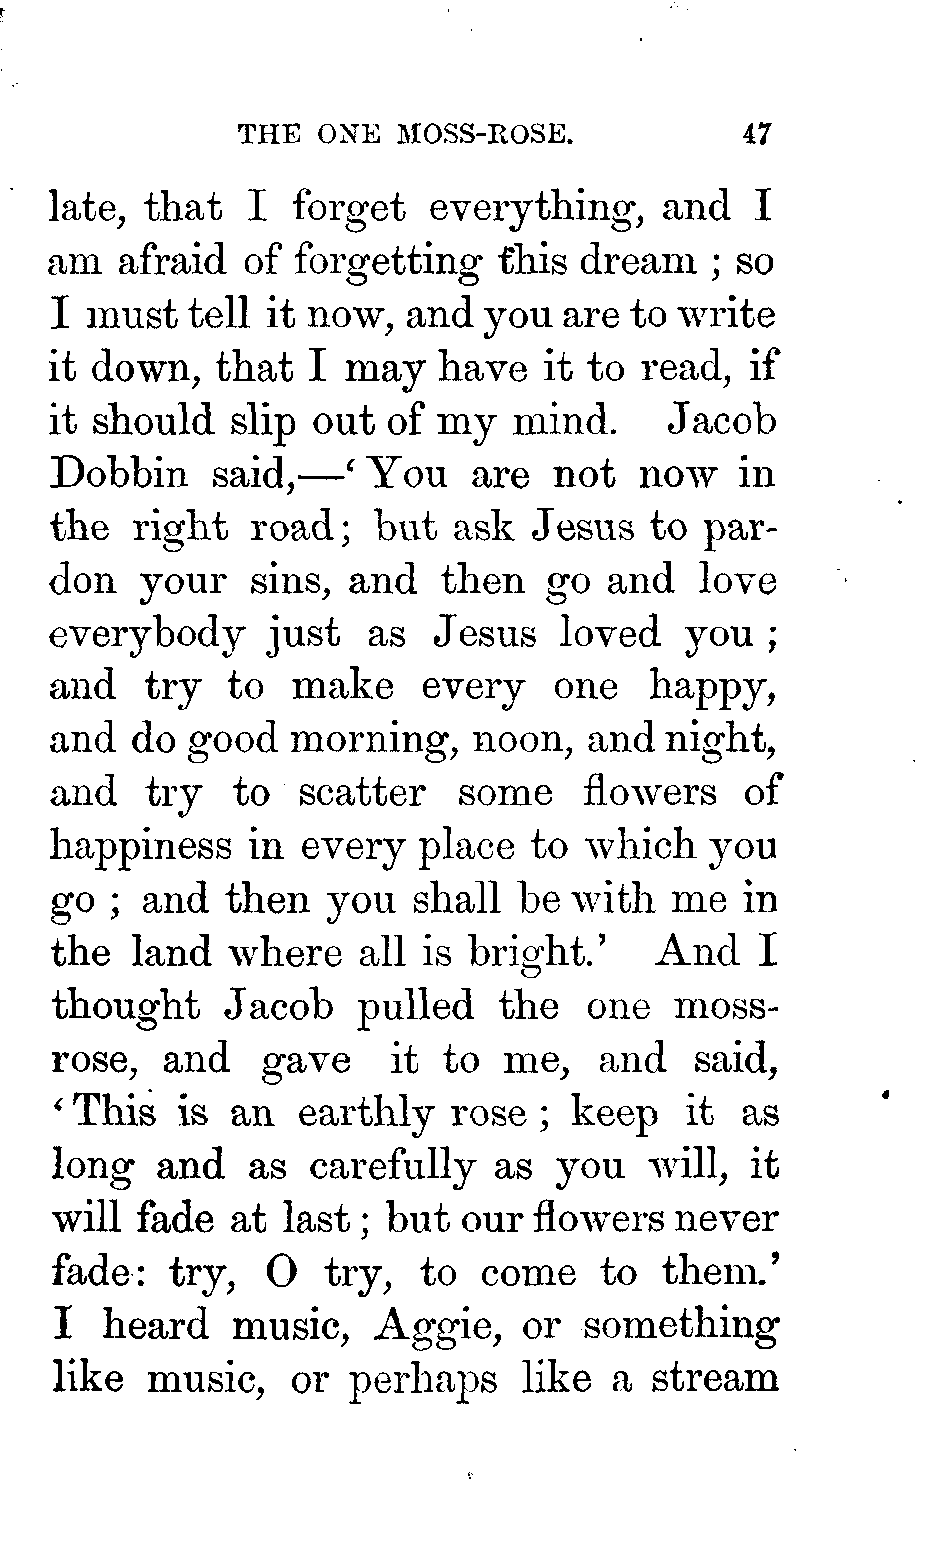 THE ONE MOSS-ROSE. 47
late, that I forget everything, and I
am afraid of forgetting this dream ; so
I must tell it now, and you are to write
it down, that I may have it to read, if
it should slip out of my mind. Jacob
Dobbin said,—‘ You are not now in
the right road; but ask Jesus to par-
don your sins, and then go and love
everybody just as Jesus loved you ;
and try to make every one happy,
and do good morning, noon, and night,
and try to scatter some flowers of
happiness in every place to which you
go ; and then you shall be with me in
the land where all is bright.’ And I
thought Jacob pulled the one moss-
rose, and gave it to me, and said,
‘This is an earthly rose ; keep it as
long and as carefully as you will, it
will fade at last ; but our flowers never
fade: try, O try, to come to them.’
I heard music, Aggie, or something
like music, or perhaps like a stream